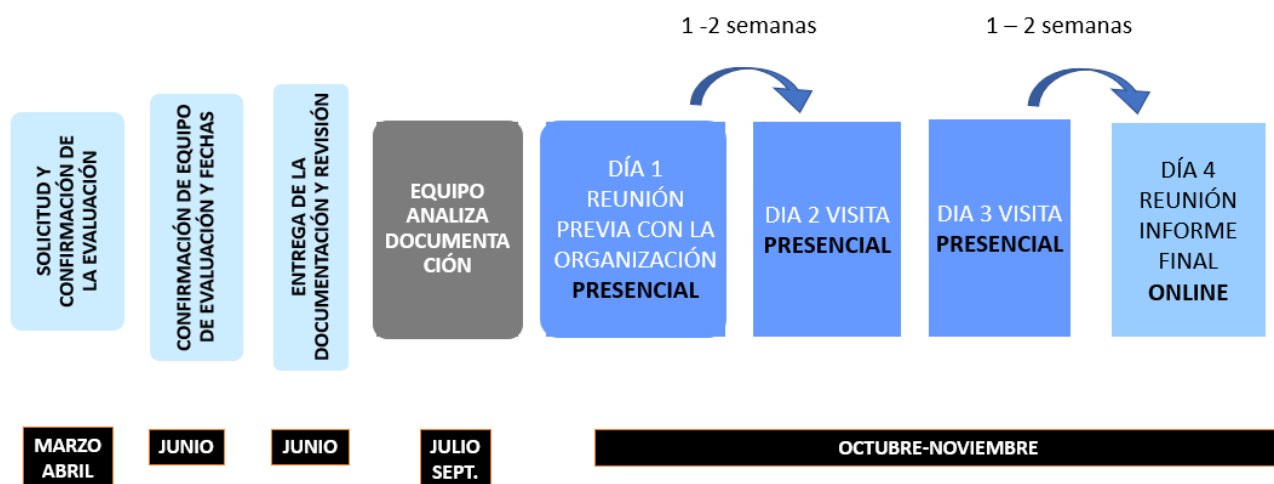 1 -2 semanas
1 – 2 semanas
SOLICITUD Y
CONFIRMACIÓN DE
LA EVALUACIÓN
CONFIRMACIÓN DE EQUIPO
DE EVALUACIÓN Y FECHAS
ENTREGA DE LA
DOCUMENTACIÓN Y REVISIÓN
EQUIPO
ANALIZA
DOCUMENTA
CIÓN
DÍA 1
REUNIÓN
PREVIA CON LA
ORGANIZACIÓN
PRESENCIAL
DIA 2 VISITA
PRESENCIAL
DIA 3 VISITA
PRESENCIAL
DÍA 4
REUNIÓN
INFORME
FINAL
ONLINE
MARZO
ABRIL
JUNIO
JUNIO
JULIO
SEPT.
OCTUBRE-NOVIEMBRE